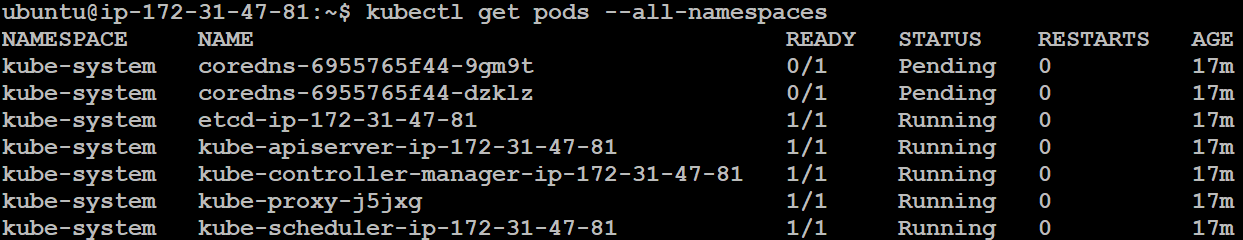 ubuntu@ip-172-31-47-81:~$ kubectl get pods --all-namespaces
NAMESPACE NAME READY STATUS RESTARTS AGE
kube-system coredns-6955765f44-9gm9t 0/1 Pending 0 17m
kube-system coredns-6955765f44-dzklz 0/1 Pending 0 17m
kube-system etcd-ip-172-31-47-81 1/1 Running 0 17m
kube-system kube-apiserver-ip-172-31-47-81 1/1 Running 0 17m
kube-system kube-controller-manager-ip-172-31-47-81 1/1 Running 0 17m
kube-system kube-proxy-j5jxg 1/1 Running 0 17m
kube-system kube-scheduler-ip-172-31-47-81 1/1 Running 0 17m